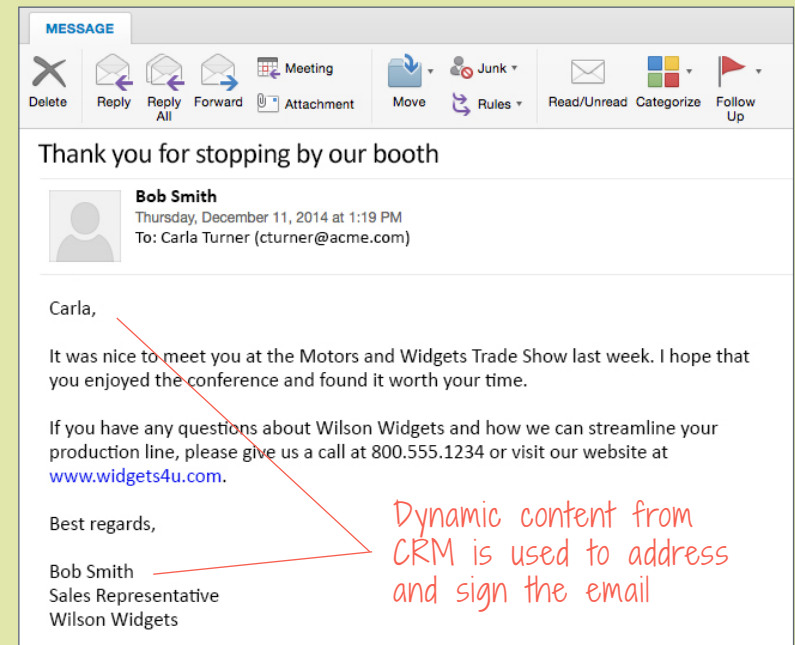 MESSAGE
Meeting
Junk
Delete Reply Reply All Forward Attachment Move Rules Read/Unread Categorize Follow Up
Thank you for stopping by our booth
Bob Smith
Thursday, December 11, 2014 at 1:19 PM
To: Carla Turner (cturner@acme.com)
Carla,
It was nice to meet you at the Motors and Widgets Trade Show last week. I hope that
you enjoyed the conference and found it worth your time.
If you have any questions about Wilson Widgets and how we can streamline your
production line, please give us a call at 800.555.1234 or visit our website at
www.widgets4u.com.
Best regards,
Bob Smith
Sales Representative
Wilson Widgets
Dynamic content from
CRM is used to address
and sign the email